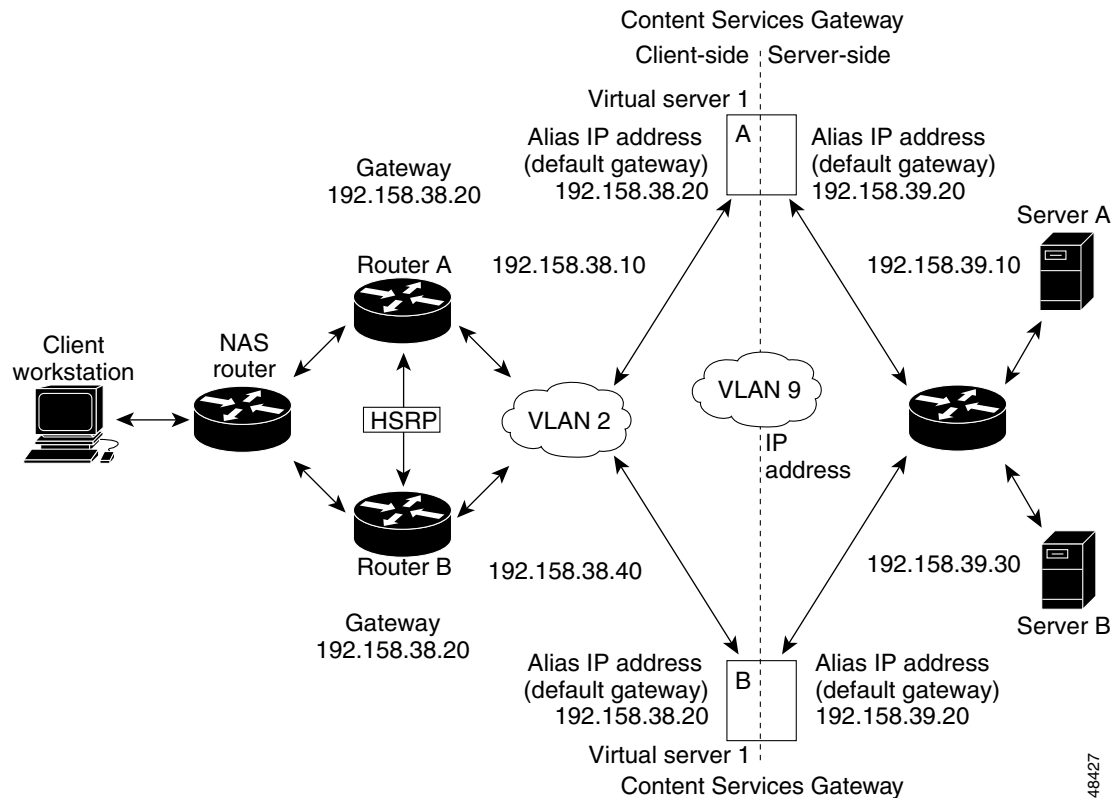 Content Services Gateway
Client-side
Server-side
Virtual server 1
A
Alias IP address
(default gateway)
192.158.38.20
Alias IP address
(default gateway)
192.158.39.20
Gateway
192.158.38.20
Server A
Router A
192.158.38.10
192.158.39.10
Client
workstation
NAS
router
HSRP
VLAN 2
VLAN 9
IP
address
Router B
192.158.38.40
192.158.39.30
Gateway
192.158.38.20
Server B
Alias IP address
(default gateway)
192.158.38.20
B
Alias IP address
(default gateway)
192.158.39.20
Virtual server 1
Content Services Gateway
48427